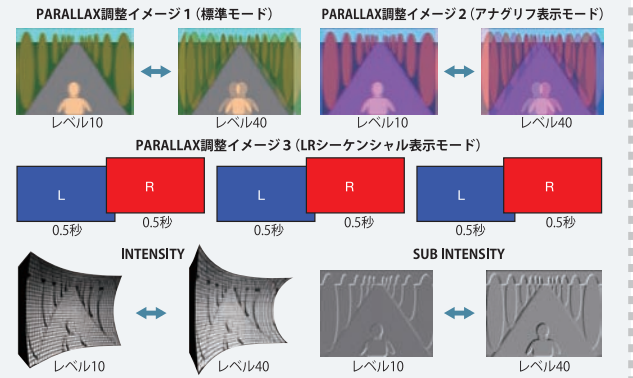 PARALLAX調整イメージ1(標準モード)
PARALLAX調整イメージ2(アナグリフ表示モード)
レベル10
レベル40
レベル10
レベル40
PARALLAX調整イメージ3(LRシーケンシャル表示モード)
L
R
L
R
L
R
0.5秒
0.5秒
0.5秒
0.5秒
0.5秒
0.5秒
INTENSITY
SUB INTENSITY
レベル10
レベル40
レベル10
レベル40